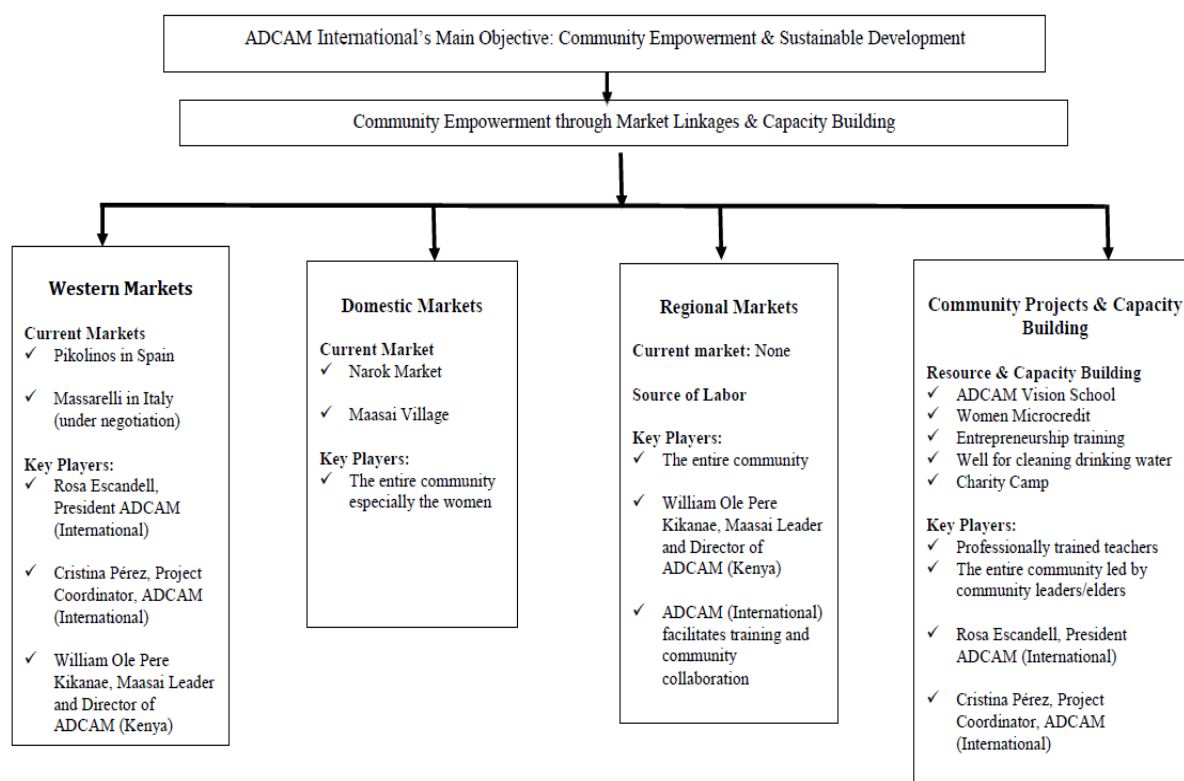 ADCAM International's Main Objective: Community Empowerment & Sustainable Development
Community Empowerment through Market Linkages & Capacity Building
Western Markets
Current Markets
✓ Pikolinos in Spain
✓ Massarelli in Italy
(under negotiation)
Key Players:
✓ Rosa Escandell,
President ADCAM
(International)
✓ Cristina Pérez, Project
Coordinator, ADCAM
(International)
✓ William Ole Pere
Kikanae, Maasai Leader
and Director of
ADCAM (Kenya)
Domestic Markets
Current Market
✓ Narok Market
✓ Maasai Village
Key Players:
✓ The entire community
especially the women
Regional Markets
Current market: None
Source of Labor
Key Players:
✓ The entire community
✓ William Ole Pere
Kikanae, Maasai Leader
and Director of
ADCAM (Kenya)
✓ ADCAM (International)
facilitates training and
community
collaboration
Community Projects & Capacity
Building
Resource & Capacity Building
✓ ADCAM Vision School
✓ Women Microcredit
✓ Entrepreneurship training
✓ Well for cleaning drinking water
✓ Charity Camp
Key Players:
✓ Professionally trained teachers
✓ The entire community led by
community leaders/elders
✓ Rosa Escandell, President
ADCAM (International)
✓ Cristina Pérez, Project
Coordinator, ADCAM
(International)